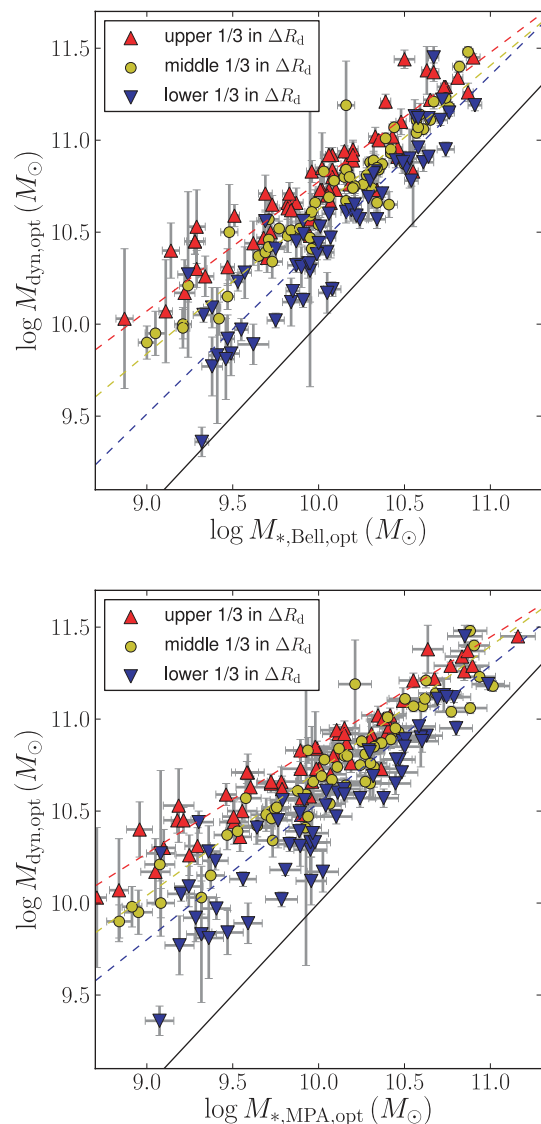 11.5
11.0
10.5
10.0
9.5
log M_dyn,opt (M_⊙)
upper 1/3 in ΔR_d
middle 1/3 in ΔR_d
lower 1/3 in ΔR_d
9.0 9.5 10.0 10.5 11.0
log M_*,Bell,opt (M_⊙)
11.5
11.0
10.5
10.0
9.5
log M_dyn,opt (M_⊙)
upper 1/3 in ΔR_d
middle 1/3 in ΔR_d
lower 1/3 in ΔR_d
9.0 9.5 10.0 10.5 11.0
log M_*,MPA,opt (M_⊙)